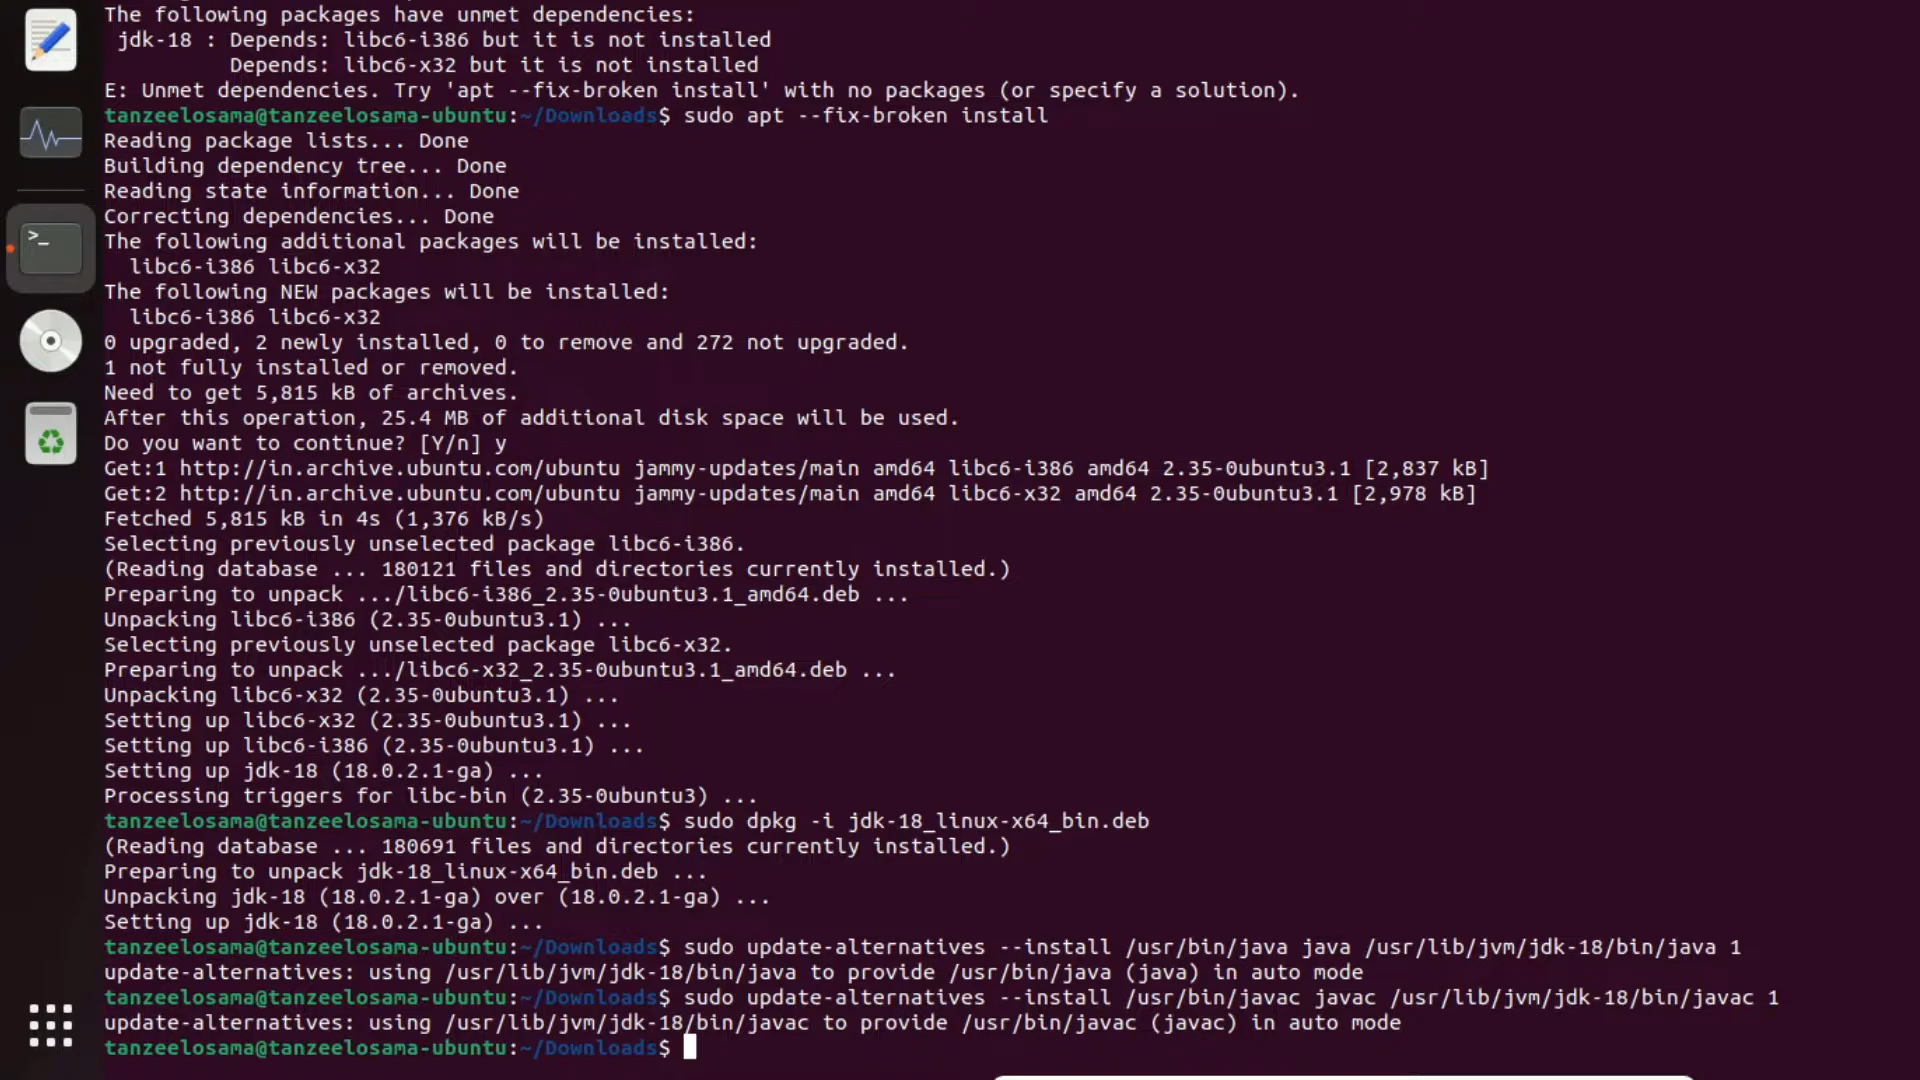 The following packages have unmet dependencies:
 jdk-18 : Depends: libc6-i386 but it is not installed
          Depends: libc6-x32 but it is not installed
E: Unmet dependencies. Try 'apt --fix-broken install' with no packages (or specify a solution).
tanzeelosama@tanzeelosama-ubuntu:~/Downloads$ sudo apt --fix-broken install
Reading package lists... Done
Building dependency tree... Done
Reading state information... Done
Correcting dependencies... Done
The following additional packages will be installed:
  libc6-i386 libc6-x32
The following NEW packages will be installed:
  libc6-i386 libc6-x32
0 upgraded, 2 newly installed, 0 to remove and 272 not upgraded.
1 not fully installed or removed.
Need to get 5,815 kB of archives.
After this operation, 25.4 MB of additional disk space will be used.
Do you want to continue? [Y/n] y
Get:1 http://in.archive.ubuntu.com/ubuntu jammy-updates/main amd64 libc6-i386 amd64 2.35-0ubuntu3.1 [2,837 kB]
Get:2 http://in.archive.ubuntu.com/ubuntu jammy-updates/main amd64 libc6-x32 amd64 2.35-0ubuntu3.1 [2,978 kB]
Fetched 5,815 kB in 4s (1,376 kB/s)
Selecting previously unselected package libc6-i386.
(Reading database ... 180121 files and directories currently installed.)
Preparing to unpack .../libc6-i386_2.35-0ubuntu3.1_amd64.deb ...
Unpacking libc6-i386 (2.35-0ubuntu3.1) ...
Selecting previously unselected package libc6-x32.
Preparing to unpack .../libc6-x32_2.35-0ubuntu3.1_amd64.deb ...
Unpacking libc6-x32 (2.35-0ubuntu3.1) ...
Setting up libc6-x32 (2.35-0ubuntu3.1) ...
Setting up libc6-i386 (2.35-0ubuntu3.1) ...
Setting up jdk-18 (18.0.2.1-ga) ...
Processing triggers for libc-bin (2.35-0ubuntu3) ...
tanzeelosama@tanzeelosama-ubuntu:~/Downloads$ sudo dpkg -i jdk-18_linux-x64_bin.deb
(Reading database ... 180691 files and directories currently installed.)
Preparing to unpack jdk-18_linux-x64_bin.deb ...
Unpacking jdk-18 (18.0.2.1-ga) over (18.0.2.1-ga) ...
Setting up jdk-18 (18.0.2.1-ga) ...
tanzeelosama@tanzeelosama-ubuntu:~/Downloads$ sudo update-alternatives --install /usr/bin/java java /usr/lib/jvm/jdk-18/bin/java 1
update-alternatives: using /usr/lib/jvm/jdk-18/bin/java to provide /usr/bin/java (java) in auto mode
tanzeelosama@tanzeelosama-ubuntu:~/Downloads$ sudo update-alternatives --install /usr/bin/javac javac /usr/lib/jvm/jdk-18/bin/javac 1
update-alternatives: using /usr/lib/jvm/jdk-18/bin/javac to provide /usr/bin/javac (javac) in auto mode
tanzeelosama@tanzeelosama-ubuntu:~/Downloads$